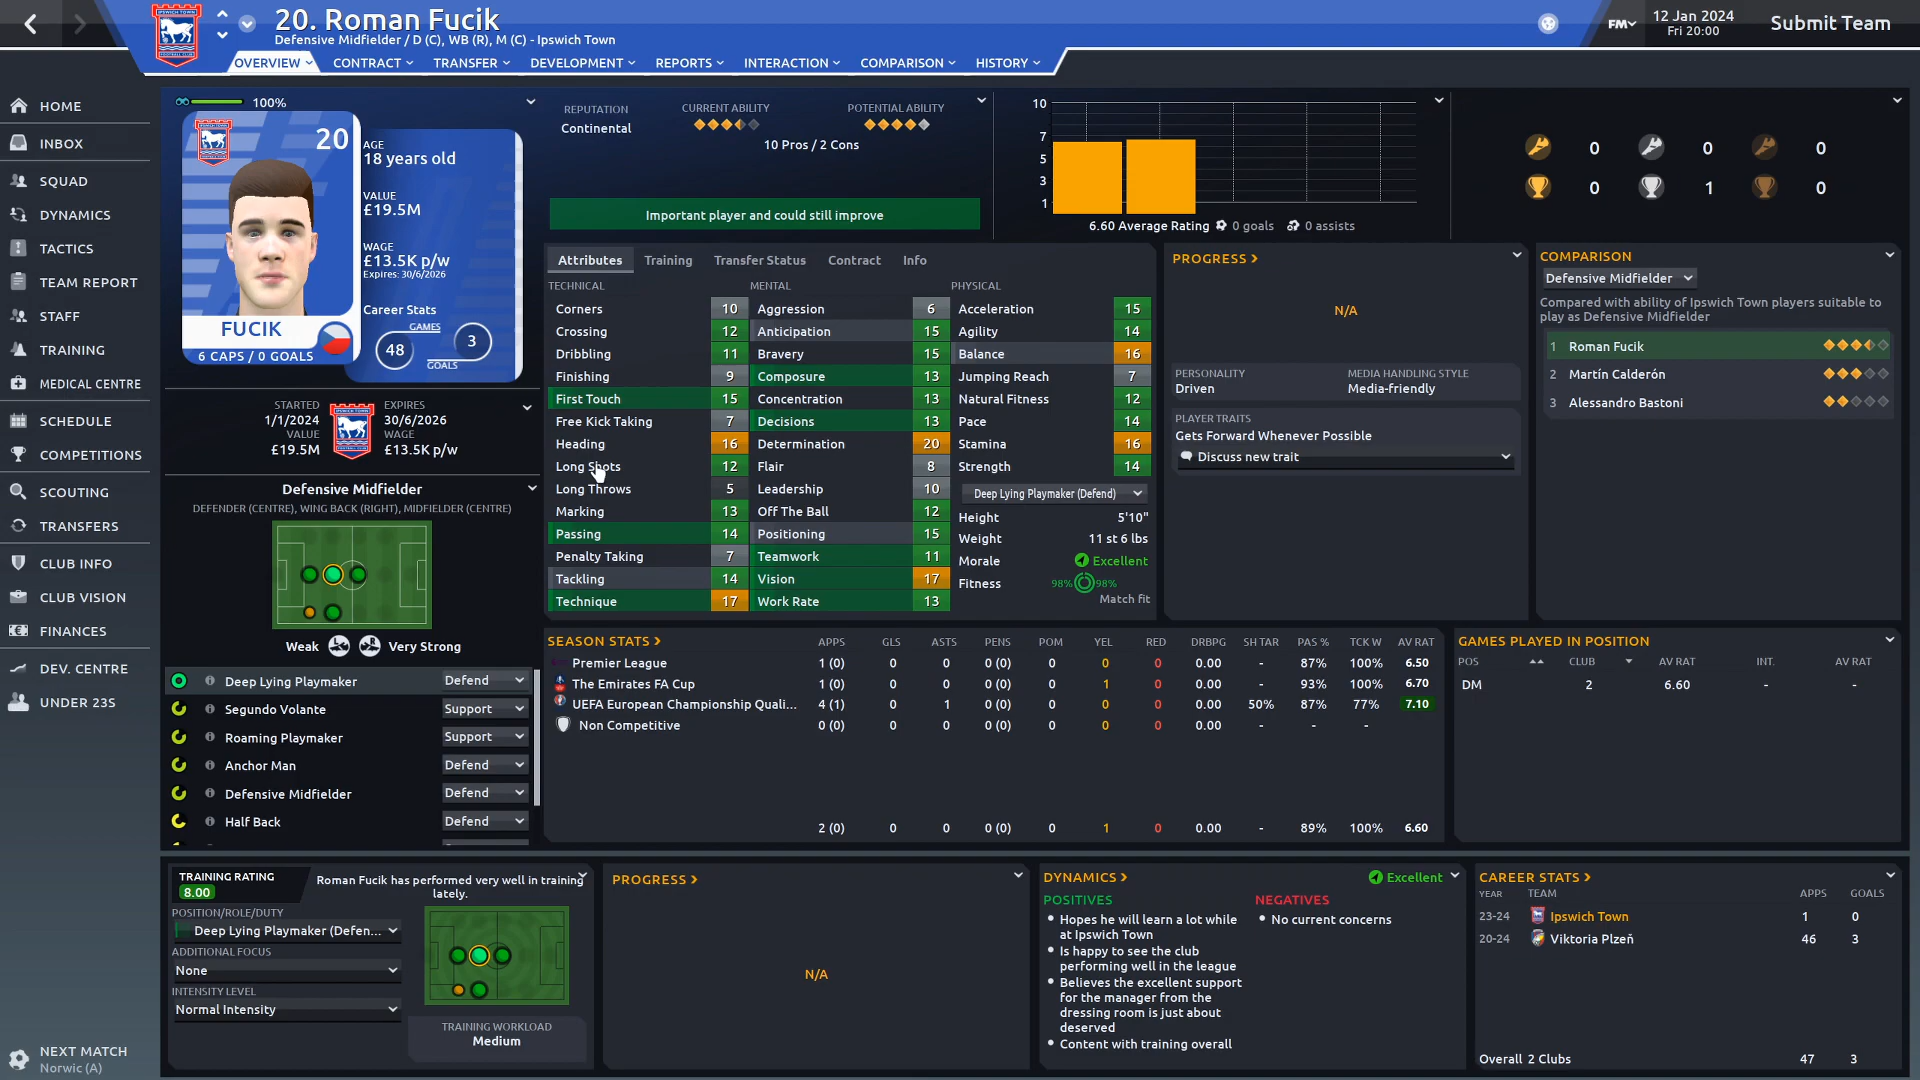 20. Roman Fucik
Defensive Midfielder / D (C), WB (R), M (C) - Ipswich Town
FM
12 Jan 2024
Fri 20:00
Submit Team
OVERVIEW
CONTRACT
TRANSFER
DEVELOPMENT
REPORTS
INTERACTION
COMPARISON
HISTORY
HOME
INBOX
SQUAD
DYNAMICS
TACTICS
TEAM REPORT
STAFF
TRAINING
MEDICAL CENTRE
SCHEDULE
COMPETITIONS
SCOUTING
TRANSFERS
CLUB INFO
CLUB VISION
FINANCES
DEV. CENTRE
UNDER 23S
NEXT MATCH
Norwic (A)
100%
20
FUCIK
6 CAPS / 0 GOALS
AGE
18 years old
VALUE
£19.5M
WAGE
£13.5K p/w
Expires: 30/6/2026
Career Stats
GAMES
48
3
GOALS
STARTED
1/1/2024
VALUE
£19.5M
EXPIRES
30/6/2026
WAGE
£13.5K p/w
Defensive Midfielder
DEFENDER (CENTRE), WING BACK (RIGHT), MIDFIELDER (CENTRE)
Weak
Very Strong
Deep Lying Playmaker Defend
Segundo Volante Support
Roaming Playmaker Support
Anchor Man Defend
Defensive Midfielder Defend
Half Back Defend
REPUTATION
Continental
CURRENT ABILITY
POTENTIAL ABILITY
10 Pros / 2 Cons
Important player and could still improve
10
7
5
3
1
6.60 Average Rating 0 goals 0 assists
0 0 0
0 1 0
Attributes Training Transfer Status Contract Info
TECHNICAL
Corners 10
Crossing 12
Dribbling 11
Finishing 9
First Touch 15
Free Kick Taking 7
Heading 16
Long Shots 12
Long Throws 5
Marking 13
Passing 14
Penalty Taking 7
Tackling 14
Technique 17
MENTAL
Aggression 6
Anticipation 15
Bravery 15
Composure 13
Concentration 13
Decisions 13
Determination 20
Flair 8
Leadership 10
Off The Ball 12
Positioning 15
Teamwork 11
Vision 17
Work Rate 13
PHYSICAL
Acceleration 15
Agility 14
Balance 16
Jumping Reach 7
Natural Fitness 12
Pace 14
Stamina 16
Strength 14
Deep Lying Playmaker (Defend)
Height 5'10"
Weight 11 st 6 lbs
Morale Excellent
Fitness 98% 98%
Match fit
PROGRESS
N/A
PERSONALITY
Driven
MEDIA HANDLING STYLE
Media-friendly
PLAYER TRAITS
Gets Forward Whenever Possible
Discuss new trait
COMPARISON
Defensive Midfielder
Compared with ability of Ipswich Town players suitable to
play as Defensive Midfielder
1 Roman Fucik
2 Martín Calderón
3 Alessandro Bastoni
SEASON STATS APPS GLS ASTS PENS POM YEL RED DRBPG SH TAR PAS % TCK W AV RAT
Premier League 1 (0) 0 0 0 (0) 0 0 0 0.00 - 87% 100% 6.50
The Emirates FA Cup 1 (0) 0 0 0 (0) 0 1 0 0.00 - 93% 100% 6.70
UEFA European Championship Quali... 4 (1) 0 1 0 (0) 0 0 0 0.00 50% 87% 77% 7.10
Non Competitive 0 (0) 0 0 0 (0) 0 0 0 0.00 - - - -
2 (0) 0 0 0 (0) 0 1 0 0.00 - 89% 100% 6.60
GAMES PLAYED IN POSITION
POS CLUB AV RAT INT. AV RAT
DM 2 6.60 - -
TRAINING RATING
8.00
Roman Fucik has performed very well in training
lately.
POSITION/ROLE/DUTY
Deep Lying Playmaker (Defen...
ADDITIONAL FOCUS
None
INTENSITY LEVEL
Normal Intensity
TRAINING WORKLOAD
Medium
PROGRESS
N/A
DYNAMICS
Excellent
POSITIVES
Hopes he will learn a lot while
at Ipswich Town
Is happy to see the club
performing well in the league
Believes the excellent support
for the manager from the
dressing room is just about
deserved
Content with training overall
NEGATIVES
No current concerns
CAREER STATS
YEAR TEAM APPS GOALS
23-24 Ipswich Town 1 0
20-24 Viktoria Plzeň 46 3
Overall 2 Clubs 47 3